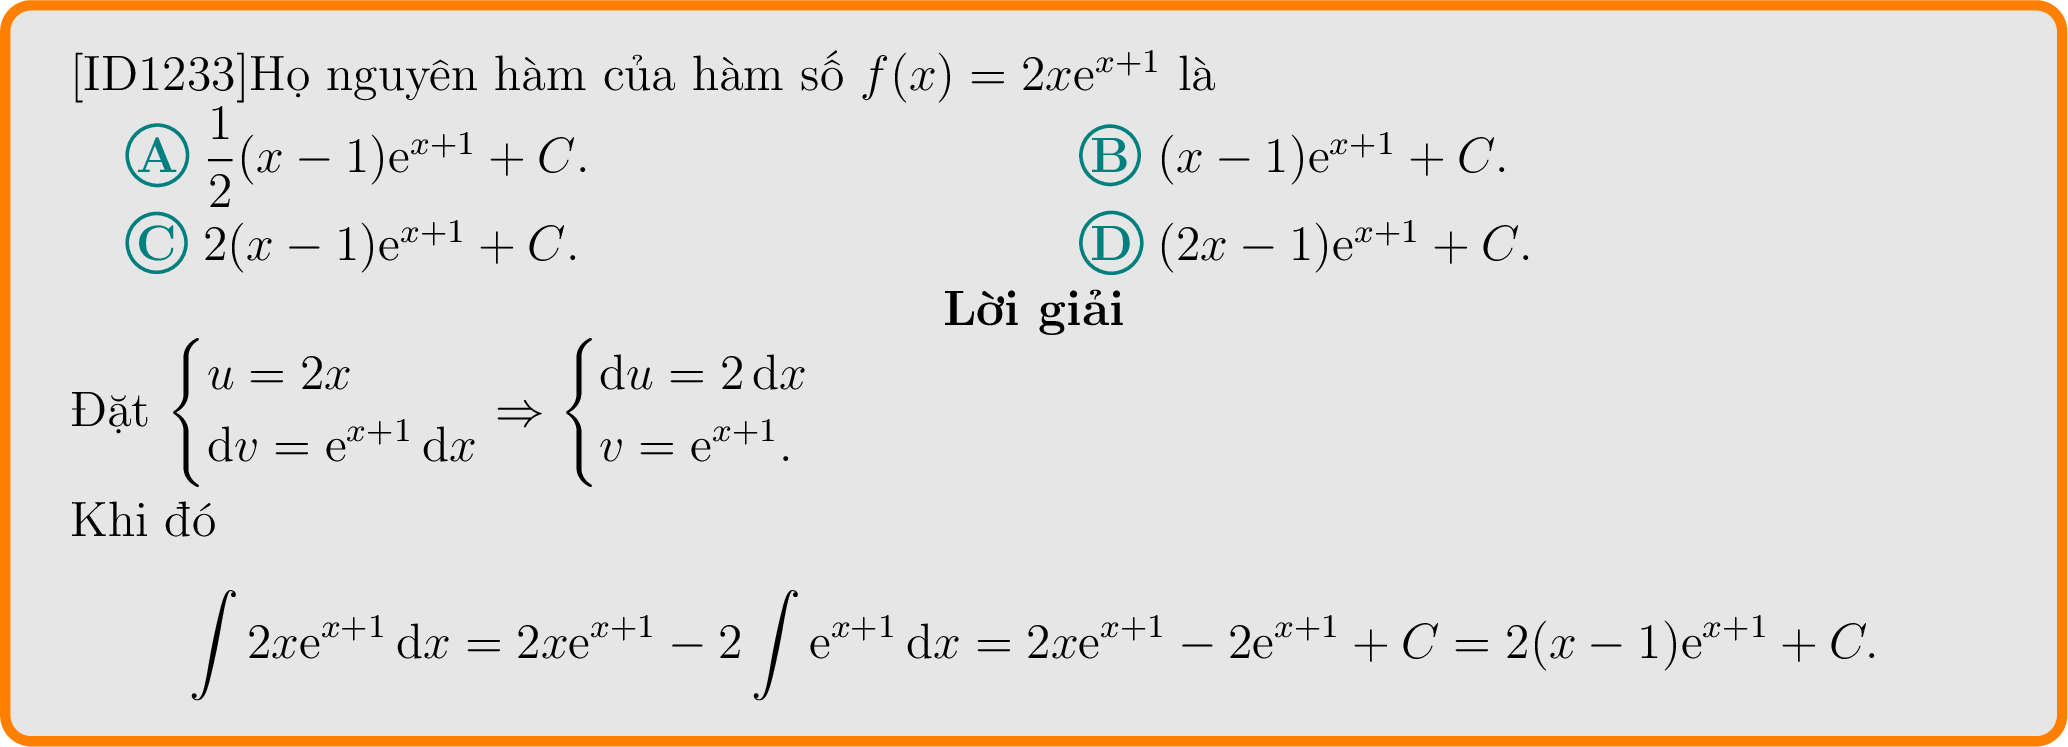 [ID1233]Họ nguyên hàm của hàm số $f(x) = 2x\mathrm{e}^{x+1}$ là
Ⓐ $\dfrac{1}{2}(x-1)\mathrm{e}^{x+1} + C.$ Ⓑ $(x-1)\mathrm{e}^{x+1} + C.$
Ⓒ $2(x-1)\mathrm{e}^{x+1} + C.$ Ⓓ $(2x-1)\mathrm{e}^{x+1} + C.$
Lời giải
Đặt $\begin{cases} u = 2x \\ \mathrm{d}v = \mathrm{e}^{x+1}\,\mathrm{d}x \end{cases} \Rightarrow \begin{cases} \mathrm{d}u = 2\,\mathrm{d}x \\ v = \mathrm{e}^{x+1}. \end{cases}$
Khi đó
$\int 2x\mathrm{e}^{x+1}\,\mathrm{d}x = 2x\mathrm{e}^{x+1} - 2\int \mathrm{e}^{x+1}\,\mathrm{d}x = 2x\mathrm{e}^{x+1} - 2\mathrm{e}^{x+1} + C = 2(x-1)\mathrm{e}^{x+1} + C.$